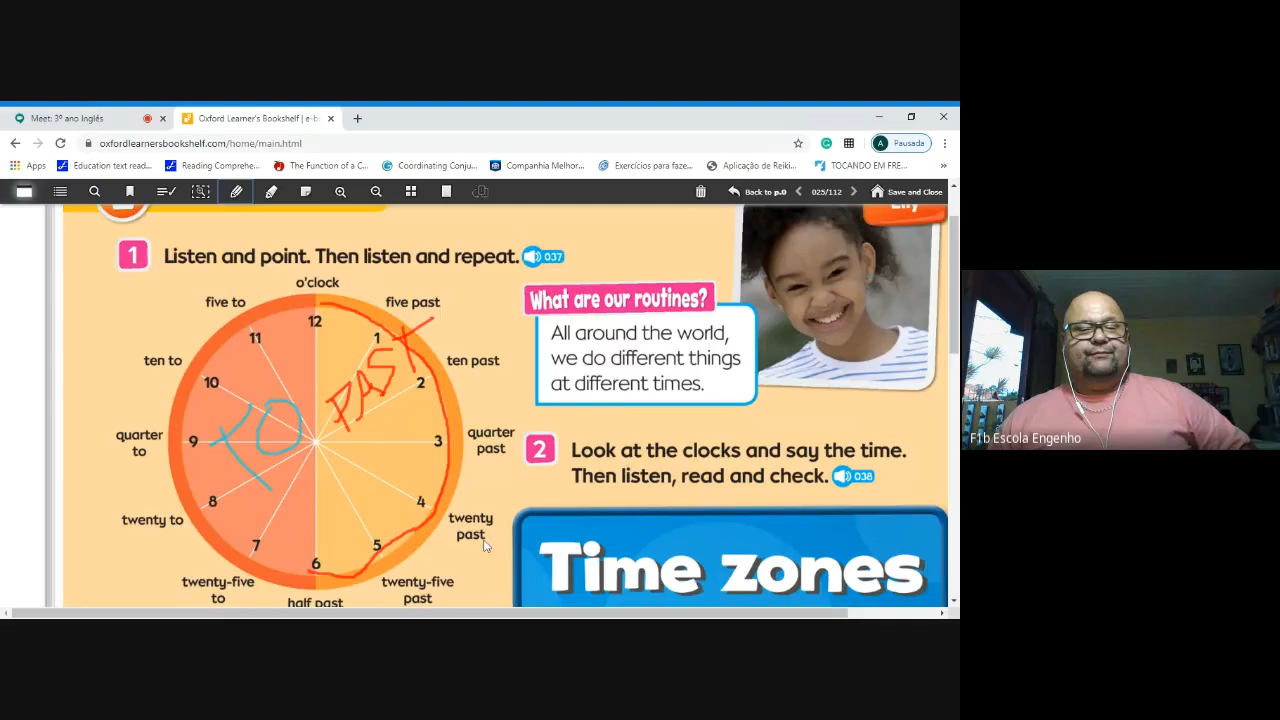 Meet: 3º ano Inglês
Oxford Learner's Bookshelf | e-b
oxfordlearnersbookshelf.com/home/main.html
A Pausada
Apps Education text read... Reading Comprehe... The Function of a C... Coordinating Conju... Companhia Melhor... Exercícios para faze... Aplicação de Reiki... TOCANDO EM FRE... »
Back to p.0 025/112 Save and Close
1 Listen and point. Then listen and repeat. 037
o'clock
five to five past
ten to ten past
quarter to quarter past
twenty to twenty past
twenty-five to twenty-five past
half past
12
11 1
10 2
9 3
8 4
7 5
6
TO PAST
What are our routines?
All around the world,
we do different things
at different times.
2 Look at the clocks and say the time.
Then listen, read and check. 038
Time zones
F1b Escola Engenho